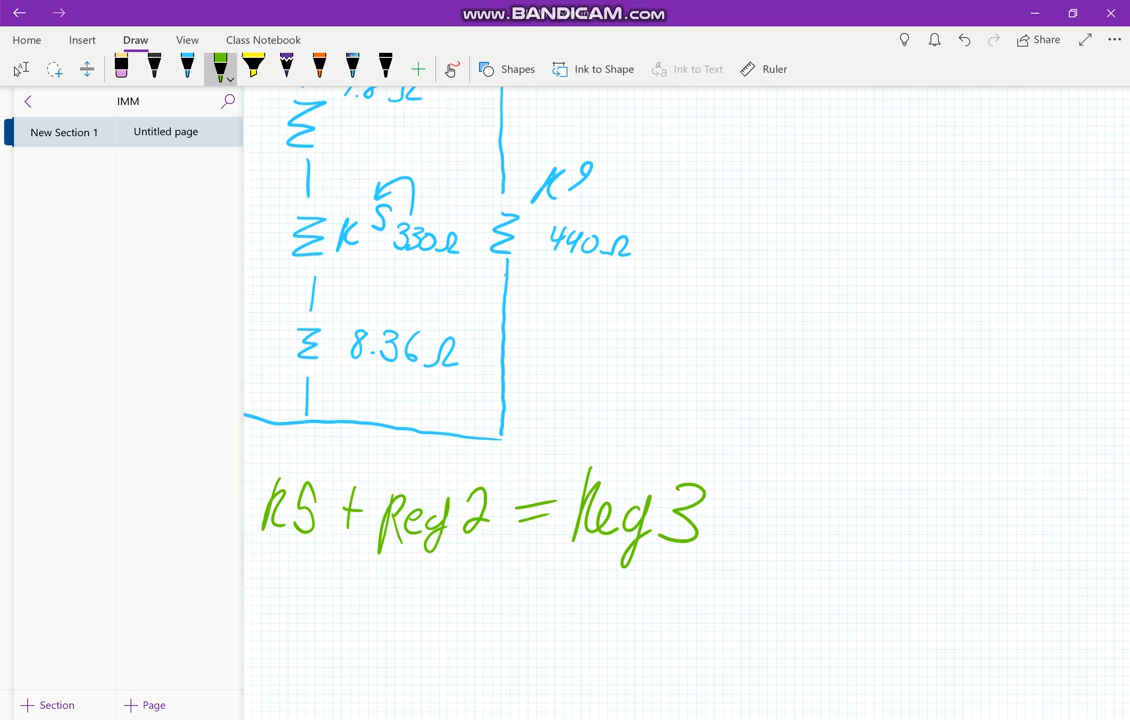 www.BANDICAM.com
Home Insert Draw View Class Notebook
Share
Shapes Ink to Shape Ink to Text Ruler
IMM
New Section 1 Untitled page
R9
R5 330Ω 440Ω
8.36 Ω
R5 + Req 2 = Req 3
Section Page